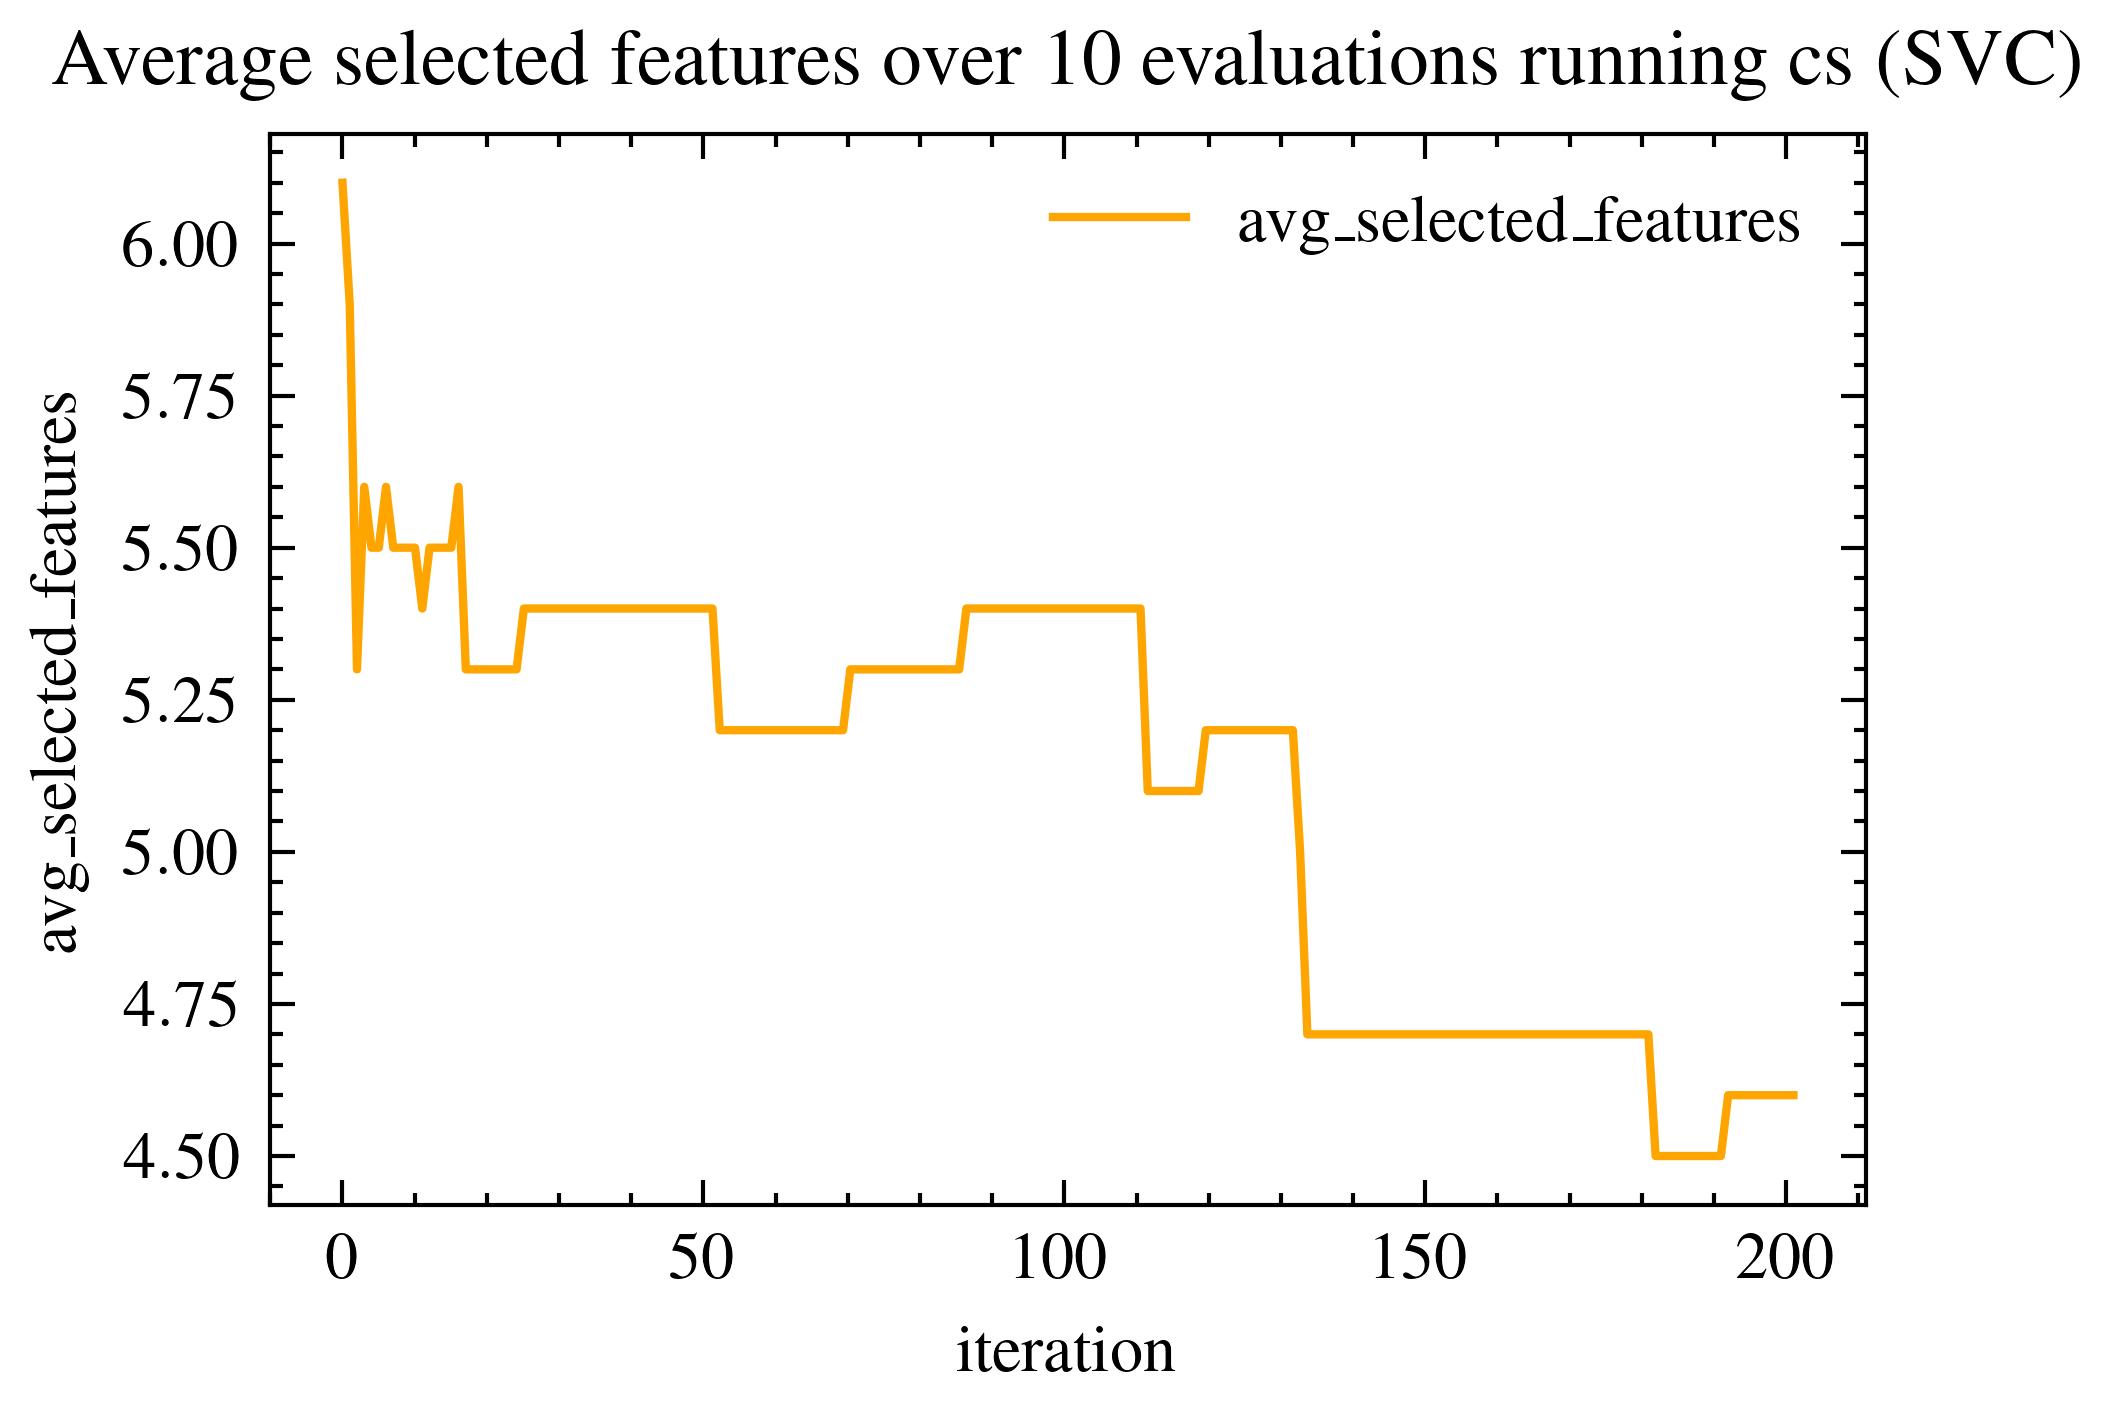 Average selected features over 10 evaluations running cs (SVC)
avg_selected_features
6.00
5.75
5.50
5.25
5.00
4.75
4.50
avg_selected_features
0 50 100 150 200
iteration